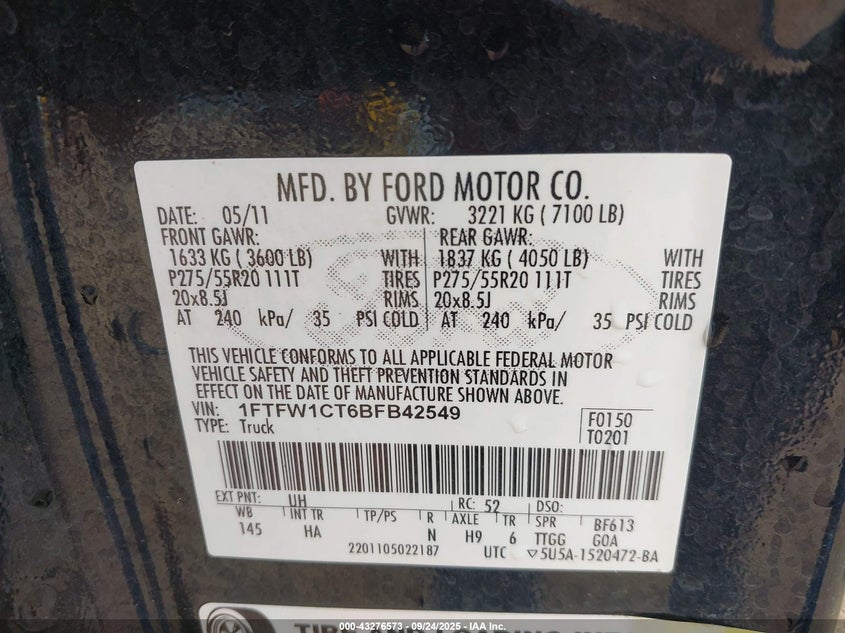 MFD. BY FORD MOTOR CO.
DATE: 05/11 GVWR: 3221 KG ( 7100 LB)
FRONT GAWR: REAR GAWR:
1633 KG ( 3600 LB) WITH 1837 KG ( 4050 LB) WITH
P275/55R20 111T TIRES P275/55R20 111T TIRES
20x8.5J RIMS 20x8.5J RIMS
AT 240 kPa/ 35 PSI COLD AT 240 kPa/ 35 PSI COLD
THIS VEHICLE CONFORMS TO ALL APPLICABLE FEDERAL MOTOR
VEHICLE SAFETY AND THEFT PREVENTION STANDARDS IN
EFFECT ON THE DATE OF MANUFACTURE SHOWN ABOVE.
VIN: 1FTFW1CT6BFB42549 F0150
TYPE: Truck T0201
EXT PNT: UH RC: 52 DSO:
WB INT TR TP/PS R AXLE TR SPR BF613
145 HA N H9 6 TTGG GOA
2201105022187 UTC ▽5U5A-1520472-BA
000--43276573 - 09/24/2025 - IAA Inc.